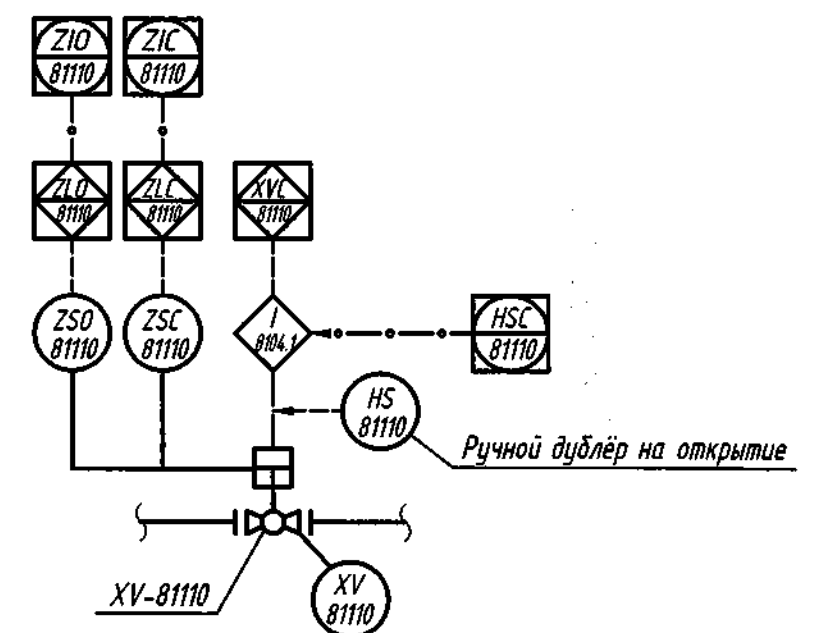 ZIO
81110
ZIC
81110
ZLO
81110
ZLC
81110
XVC
81110
ZSO
81110
ZSC
81110
I
8104.1
HSC
81110
HS
81110
Ручной дублёр на открытие
XV-81110
XV
81110